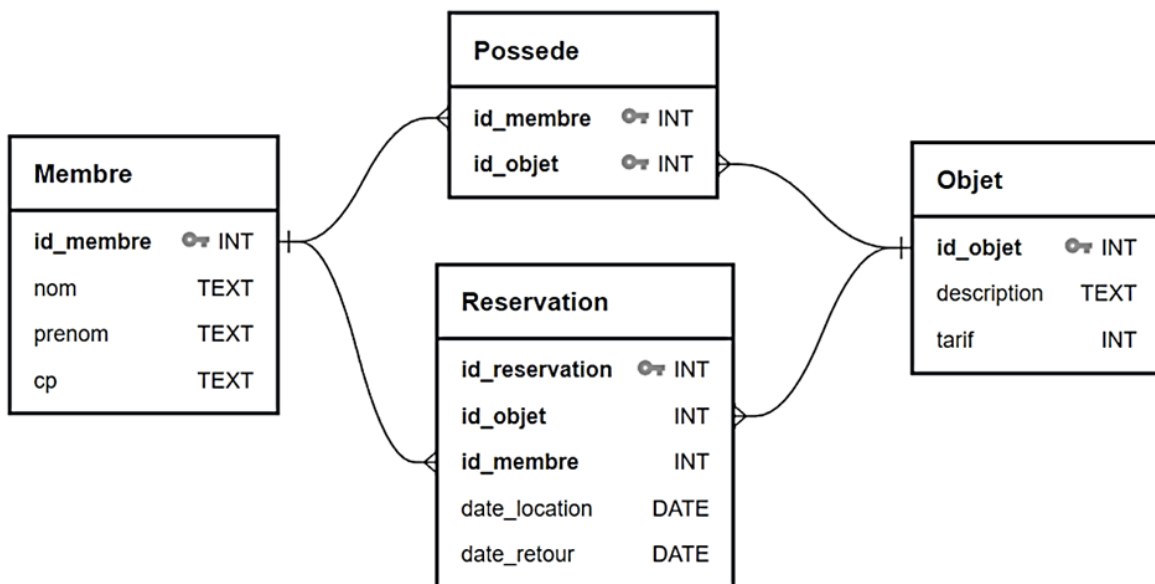 Possede
id_membre INT
id_objet INT
Membre
id_membre INT
nom TEXT
prenom TEXT
cp TEXT
Objet
id_objet INT
description TEXT
tarif INT
Reservation
id_reservation INT
id_objet INT
id_membre INT
date_location DATE
date_retour DATE